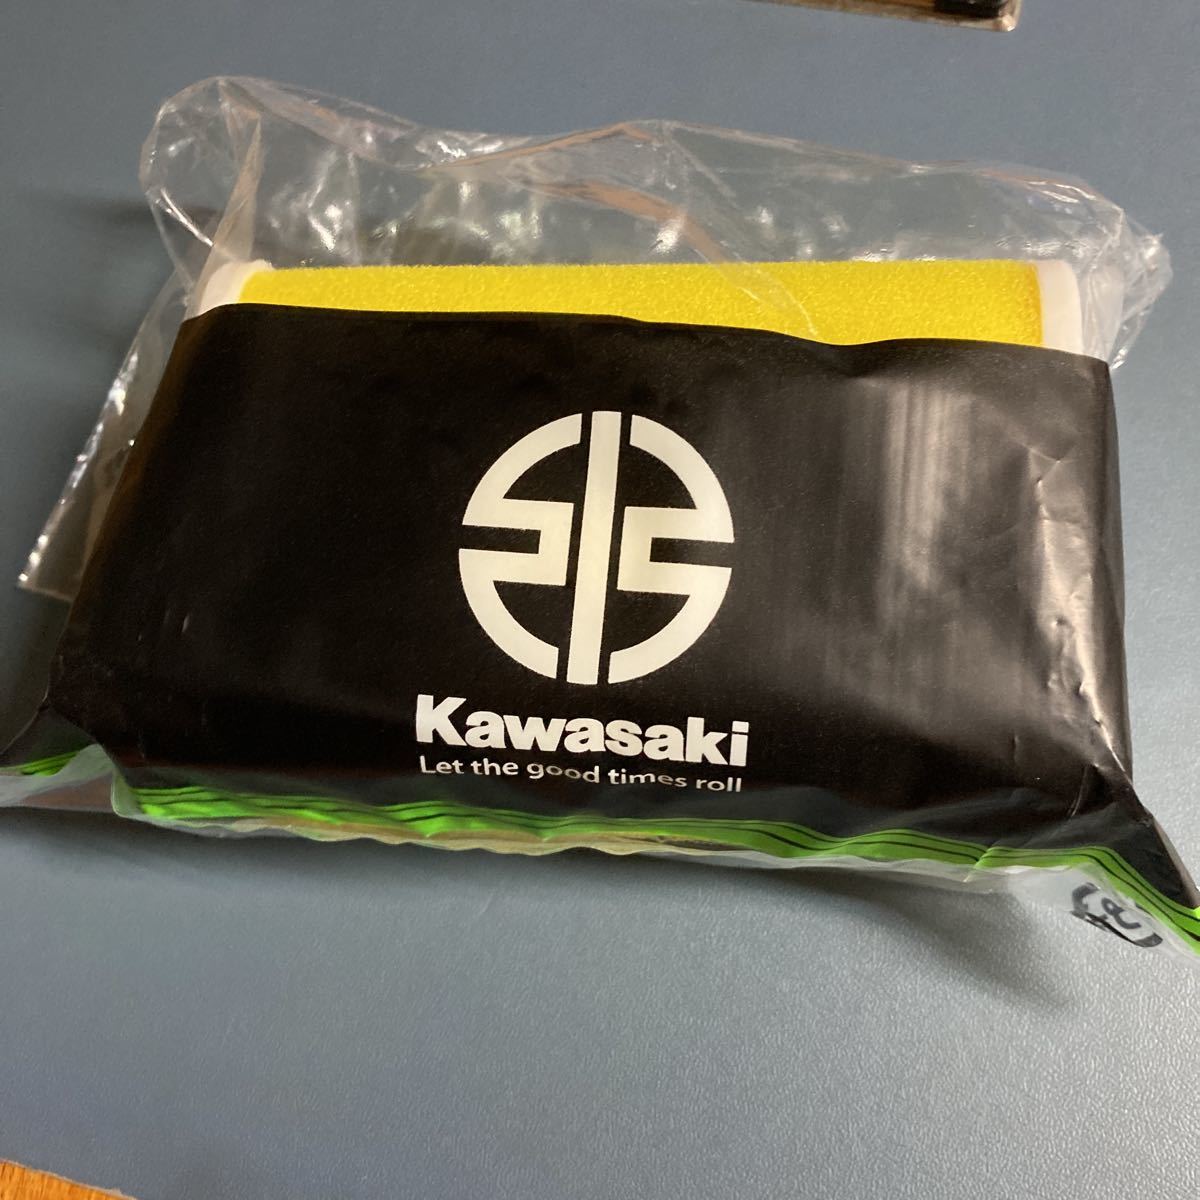 Kawasaki
Let the good times roll